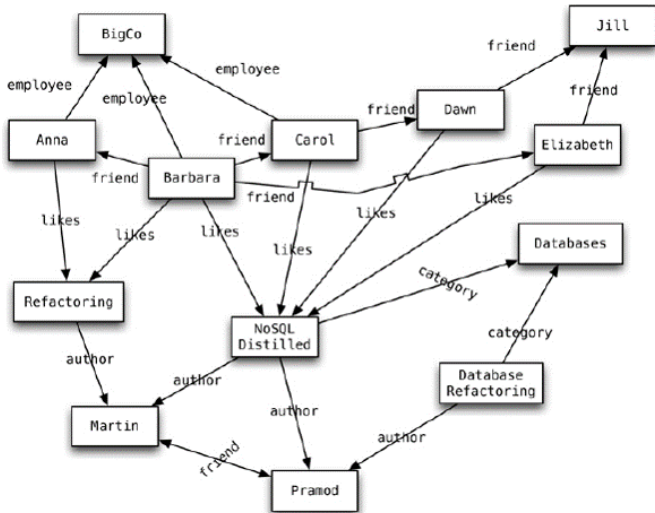 BigCo
Jill
friend
employee
employee
employee
friend
Dawn
friend
Anna
friend
Carol
Elizabeth
friend
Barbara
friend
likes
likes
likes
likes
likes
likes
Databases
Refactoring
category
NoSQL
Distilled
category
author
author
Database
Refactoring
author
Martin
author
friend
Pramod